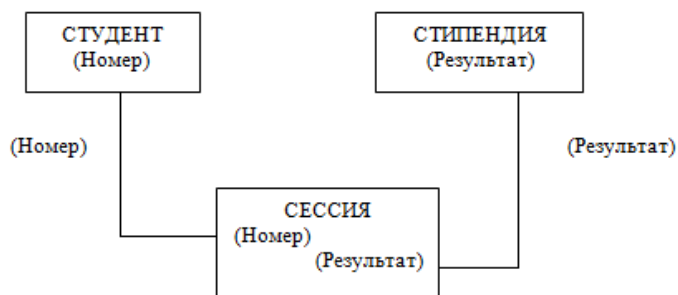 СТУДЕНТ
(Номер)
СТИПЕНДИЯ
(Результат)
(Номер)
(Результат)
СЕССИЯ
(Номер)
(Результат)